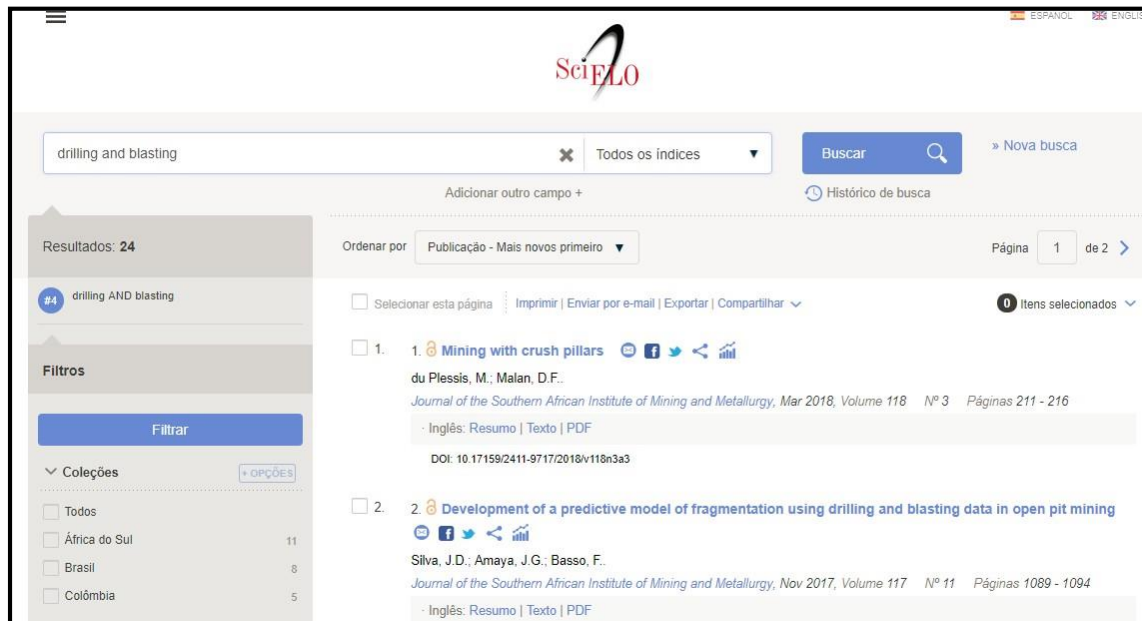 ESPAÑOL ENGLIS
SciELO
drilling and blasting
Todos os índices
Buscar
» Nova busca
Adicionar outro campo +
Histórico de busca
Resultados: 24
Ordenar por
Publicação - Mais novos primeiro
Página 1 de 2
#4 drilling AND blasting
Selecionar esta página
Imprimir | Enviar por e-mail | Exportar | Compartilhar
0 Itens selecionados
Filtros
Filtrar
Coleções
+ OPÇÕES
Todos
África do Sul 11
Brasil 8
Colômbia 5
1. 1. Mining with crush pillars
du Plessis, M.; Malan, D.F..
Journal of the Southern African Institute of Mining and Metallurgy, Mar 2018, Volume 118 Nº 3 Páginas 211 - 216
· Inglês: Resumo | Texto | PDF
DOI: 10.17159/2411-9717/2018/v118n3a3
2. 2. Development of a predictive model of fragmentation using drilling and blasting data in open pit mining
Silva, J.D.; Amaya, J.G.; Basso, F..
Journal of the Southern African Institute of Mining and Metallurgy, Nov 2017, Volume 117 Nº 11 Páginas 1089 - 1094
· Inglês: Resumo | Texto | PDF